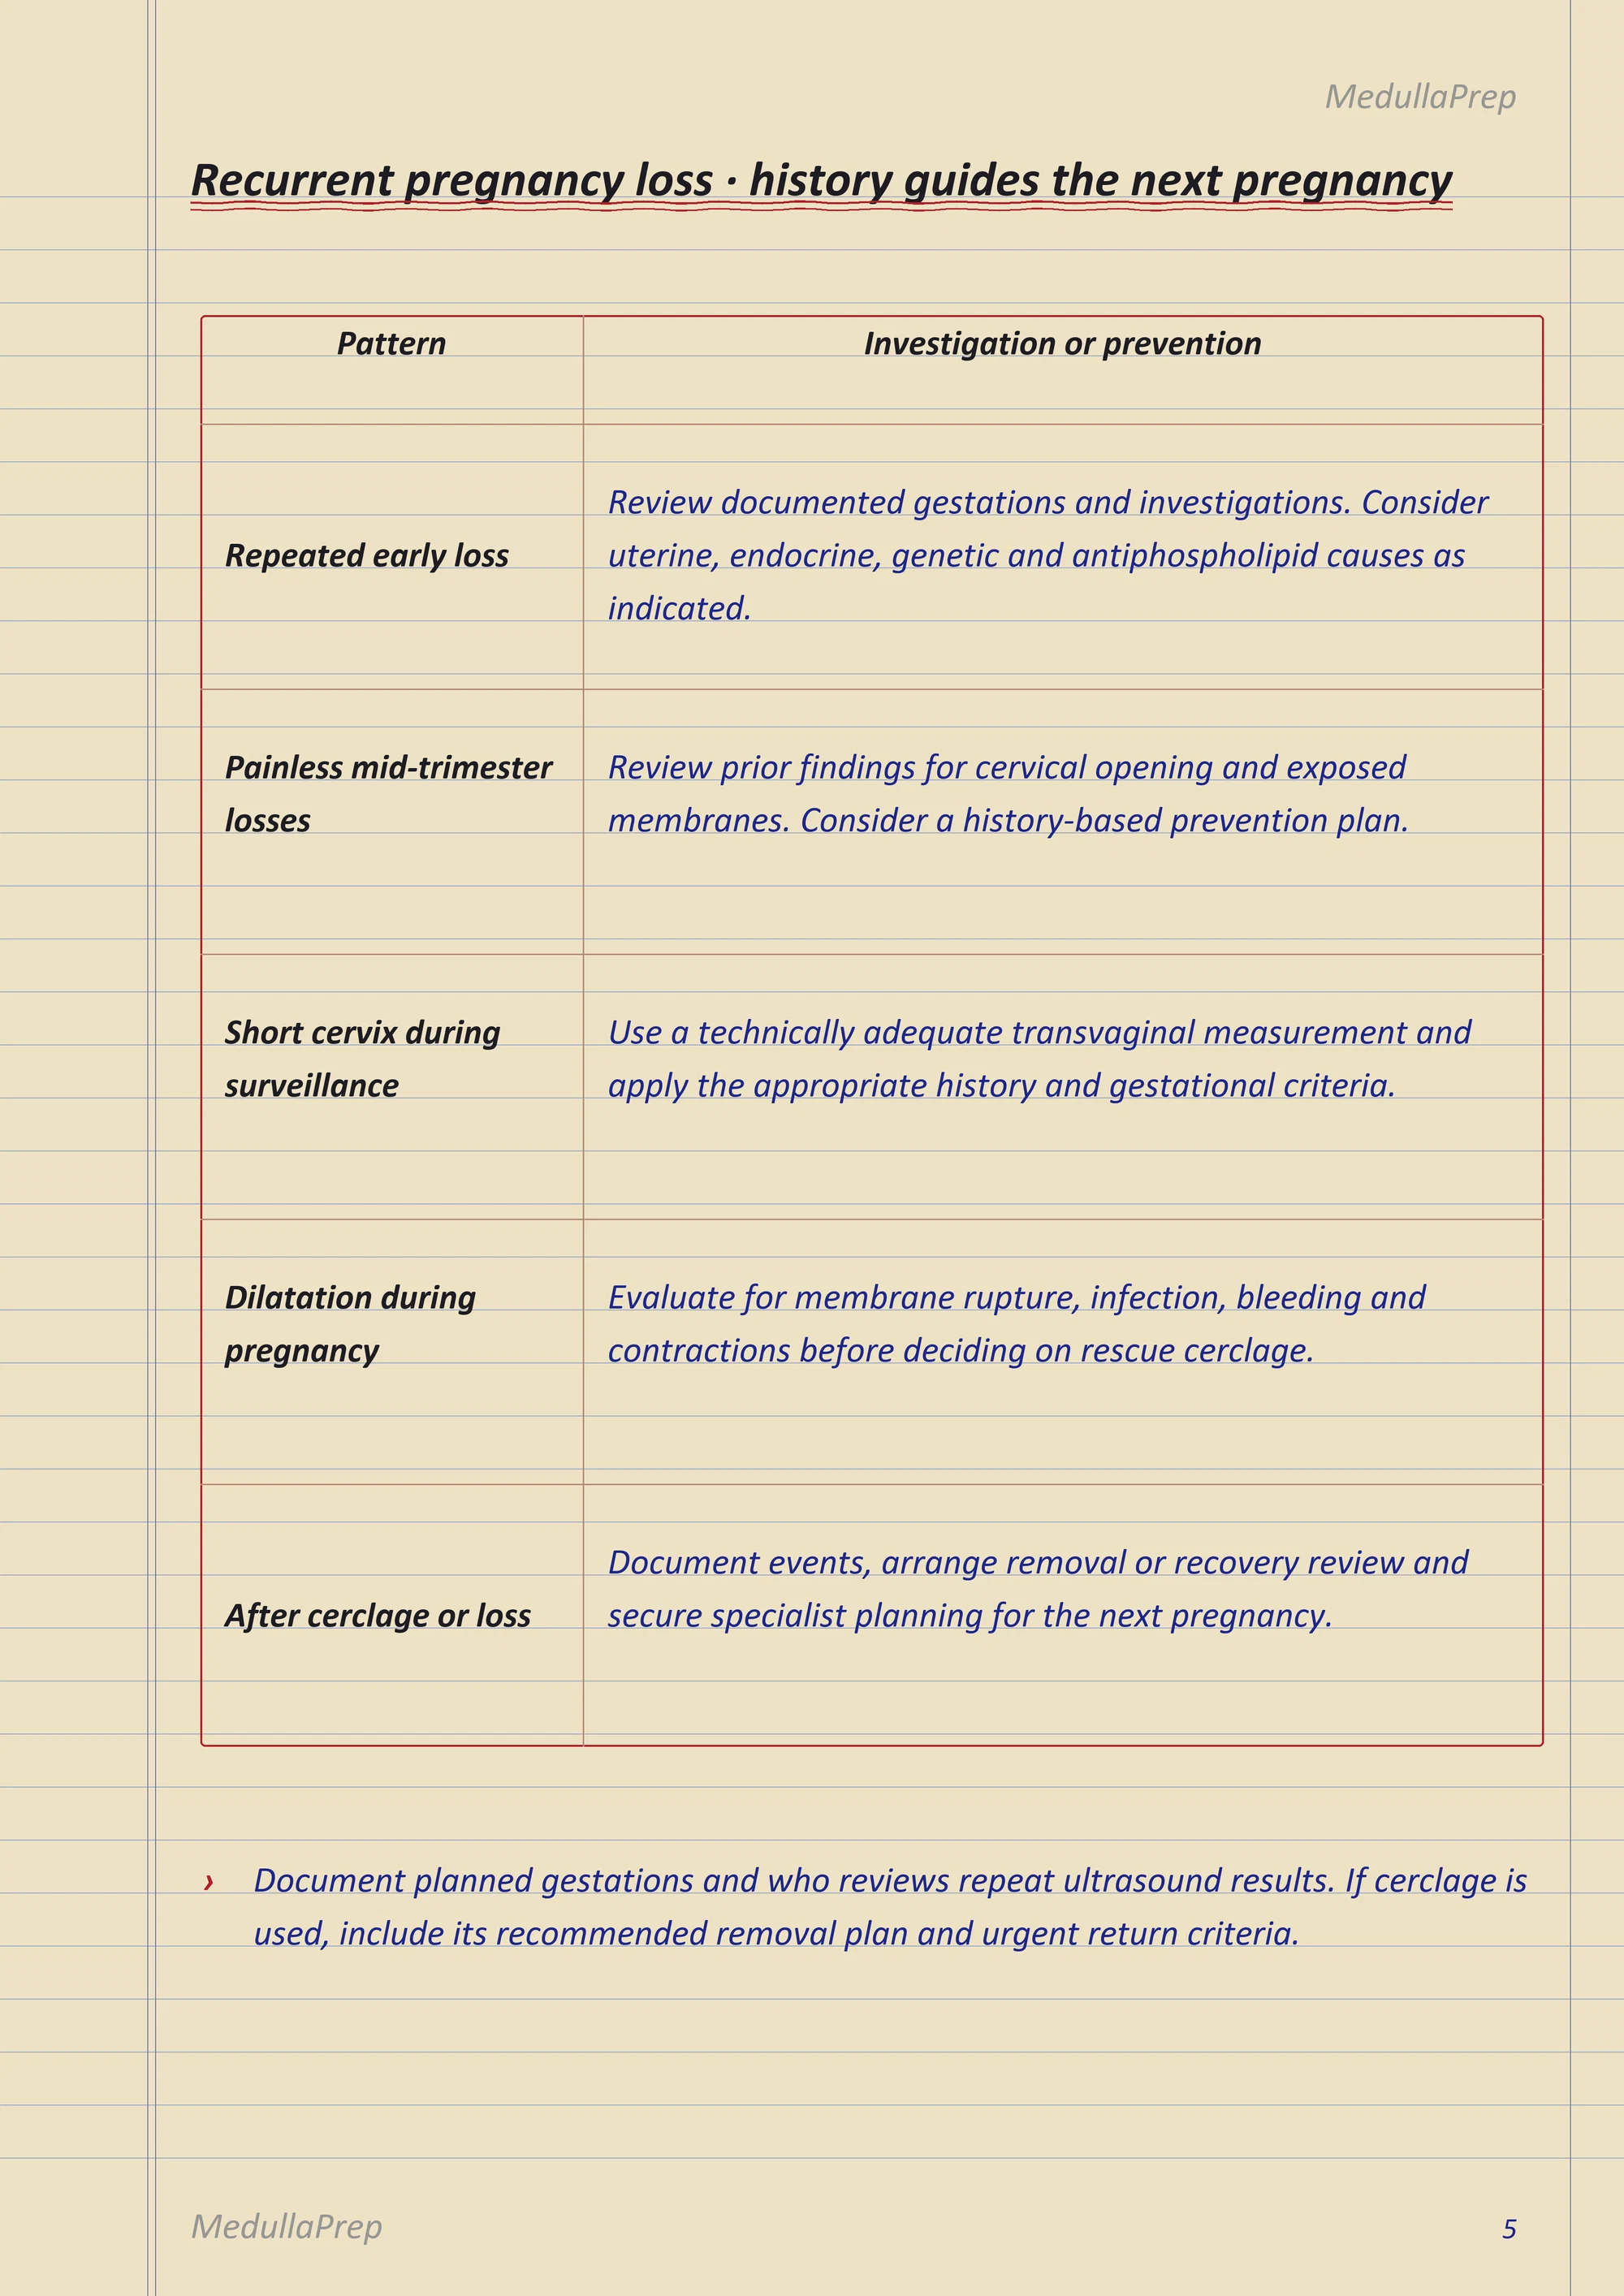 MedullaPrep
Recurrent pregnancy loss · history guides the next pregnancy
Pattern
Investigation or prevention
Repeated early loss
Review documented gestations and investigations. Consider
uterine, endocrine, genetic and antiphospholipid causes as
indicated.
Painless mid-trimester
losses
Review prior findings for cervical opening and exposed
membranes. Consider a history-based prevention plan.
Short cervix during
surveillance
Use a technically adequate transvaginal measurement and
apply the appropriate history and gestational criteria.
Dilatation during
pregnancy
Evaluate for membrane rupture, infection, bleeding and
contractions before deciding on rescue cerclage.
After cerclage or loss
Document events, arrange removal or recovery review and
secure specialist planning for the next pregnancy.
› Document planned gestations and who reviews repeat ultrasound results. If cerclage is
used, include its recommended removal plan and urgent return criteria.
MedullaPrep
5